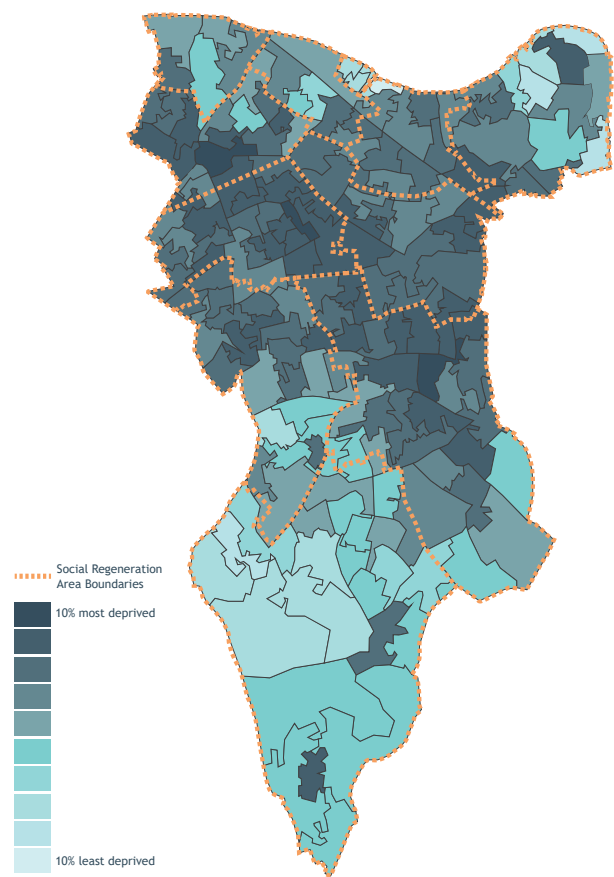 Social Regeneration
Area Boundaries
10% most deprived
10% least deprived